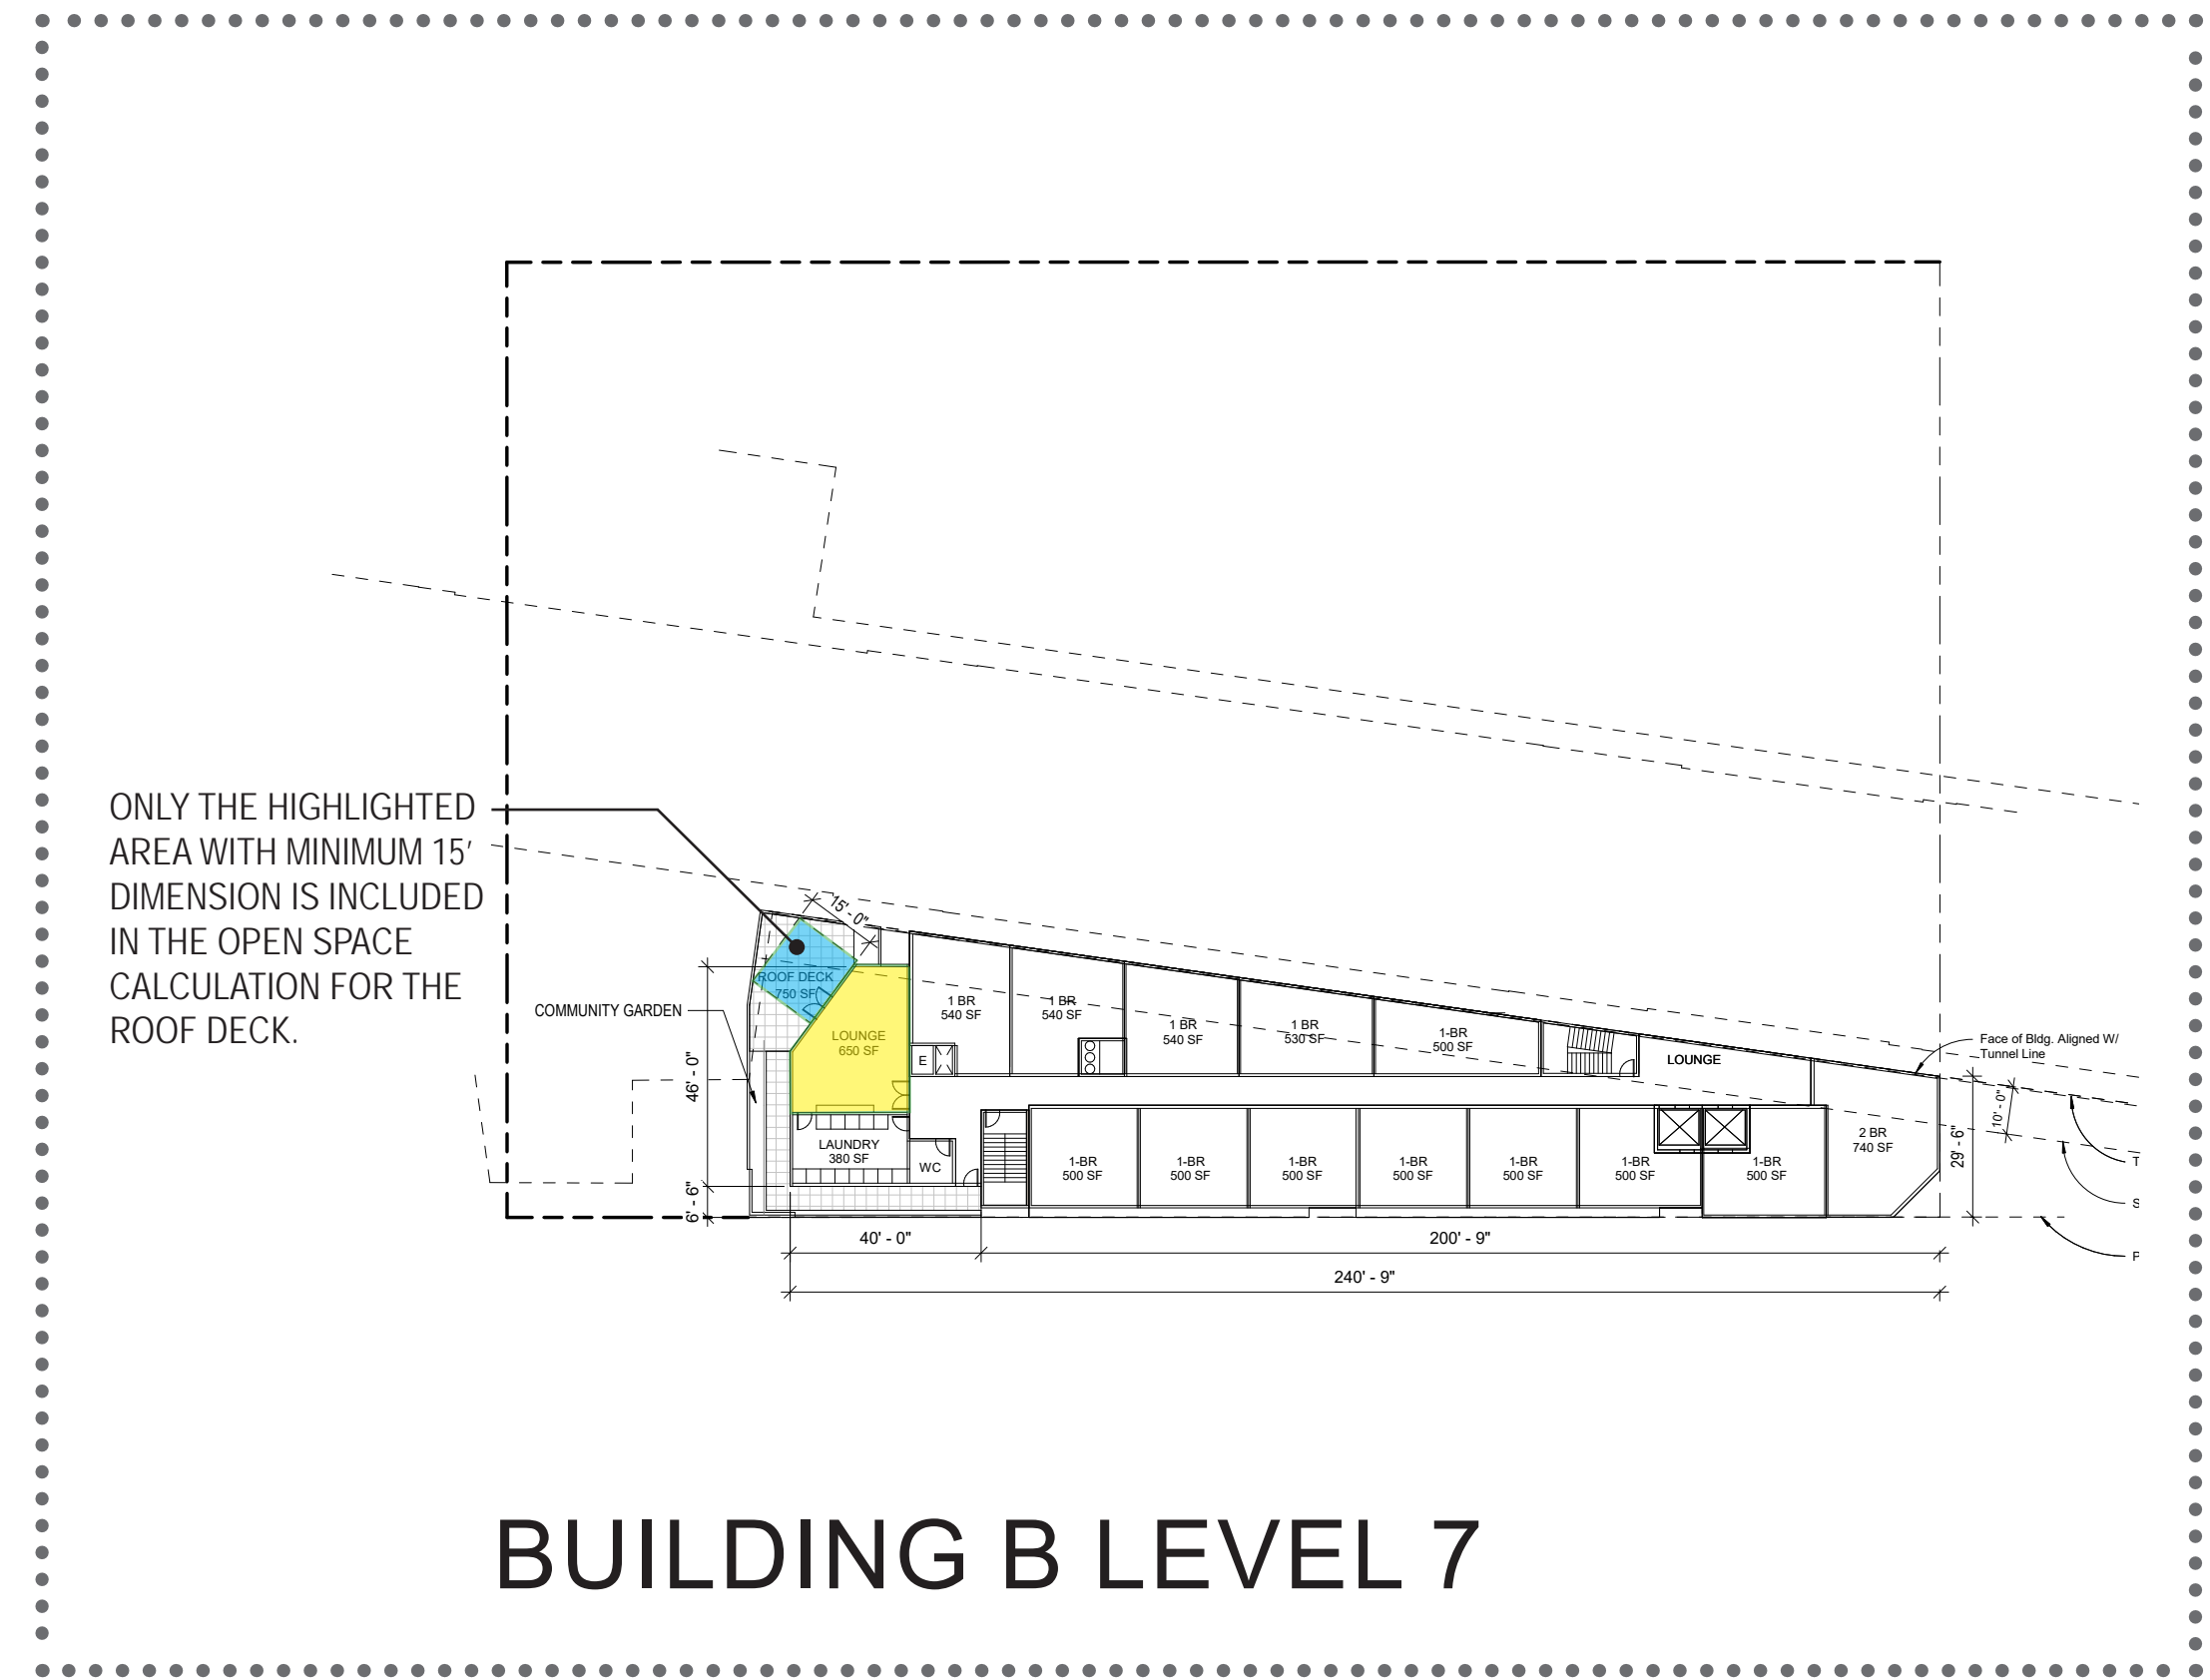 ONLY THE HIGHLIGHTED
AREA WITH MINIMUM 15'
DIMENSION IS INCLUDED
IN THE OPEN SPACE
CALCULATION FOR THE
ROOF DECK.
COMMUNITY GARDEN
15' - 0"
ROOF DECK
750 SF
LOUNGE
650 SF
46' - 0"
6' - 6"
LAUNDRY
380 SF
WC
E
1 BR
540 SF
1 BR
540 SF
1 BR
540 SF
1 BR
530 SF
1-BR
500 SF
LOUNGE
Face of Bldg. Aligned W/
Tunnel Line
1-BR
500 SF
1-BR
500 SF
1-BR
500 SF
1-BR
500 SF
1-BR
500 SF
1-BR
500 SF
1-BR
500 SF
2 BR
740 SF
29' - 6"
10' - 0"
T
S
P
40' - 0"
200' - 9"
240' - 9"
BUILDING B LEVEL 7